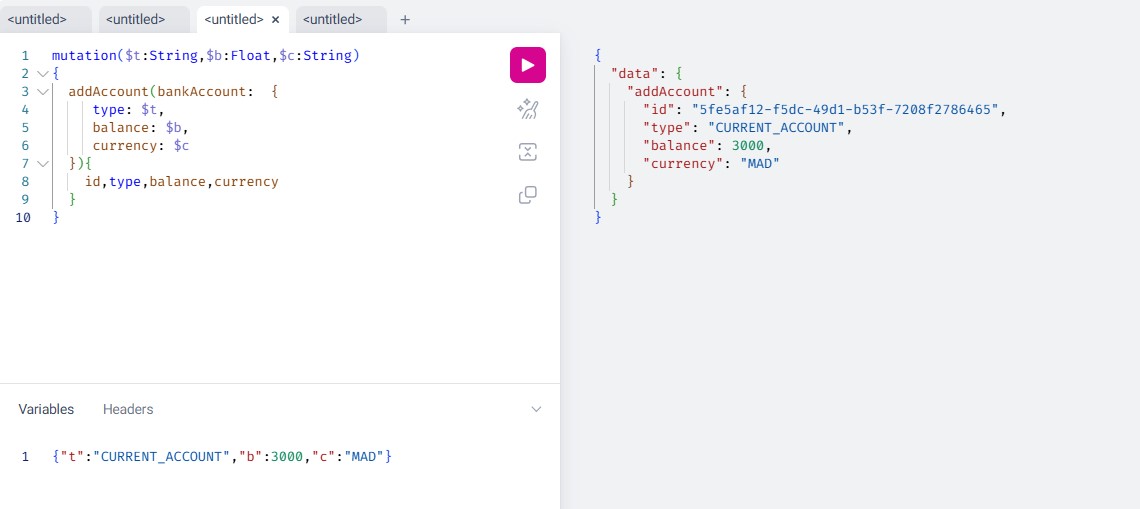 <untitled> <untitled> <untitled> × <untitled> +
1 mutation($t:String,$b:Float,$c:String)
2 {
3 addAccount(bankAccount: {
4 type: $t,
5 balance: $b,
6 currency: $c
7 }){
8 id,type,balance,currency
9 }
10 }
{
"data": {
"addAccount": {
"id": "5fe5af12-f5dc-49d1-b53f-7208f2786465",
"type": "CURRENT_ACCOUNT",
"balance": 3000,
"currency": "MAD"
}
}
}
Variables Headers
1 {"t":"CURRENT_ACCOUNT","b":3000,"c":"MAD"}